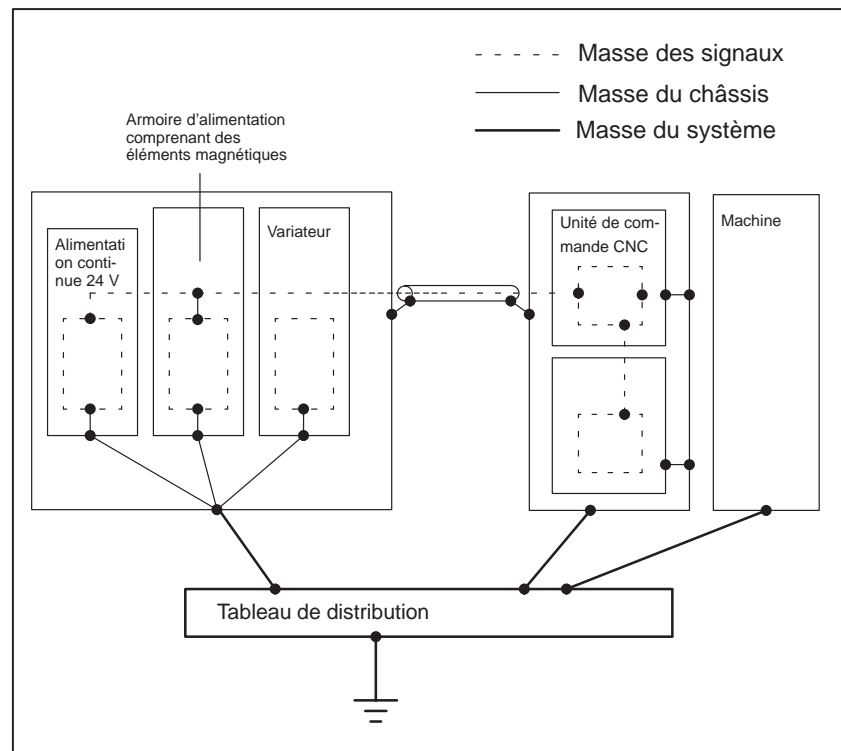 Masse des signaux
Masse du châssis
Masse du système
Armoire d'alimentation
comprenant des
éléments magnétiques
Alimentati
on conti-
nue 24 V
Variateur
Unité de com-
mande CNC
Machine
Tableau de distribution